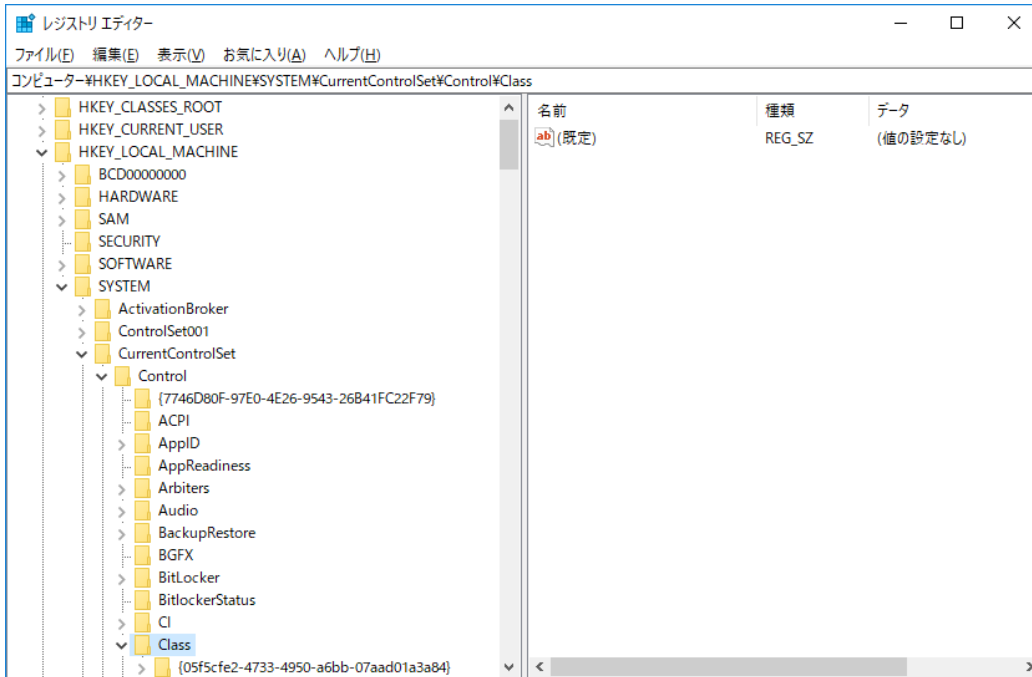 レジストリ エディター
ファイル(F) 編集(E) 表示(V) お気に入り(A) ヘルプ(H)
コンピューター¥HKEY_LOCAL_MACHINE¥SYSTEM¥CurrentControlSet¥Control¥Class
HKEY_CLASSES_ROOT
HKEY_CURRENT_USER
HKEY_LOCAL_MACHINE
BCD00000000
HARDWARE
SAM
SECURITY
SOFTWARE
SYSTEM
ActivationBroker
ControlSet001
CurrentControlSet
Control
{7746D80F-97E0-4E26-9543-26B41FC22F79}
ACPI
AppID
AppReadiness
Arbiters
Audio
BackupRestore
BGFX
BitLocker
BitlockerStatus
CI
Class
{05f5cfe2-4733-4950-a6bb-07aad01a3a84}
名前 種類 データ
ab (既定) REG_SZ (値の設定なし)